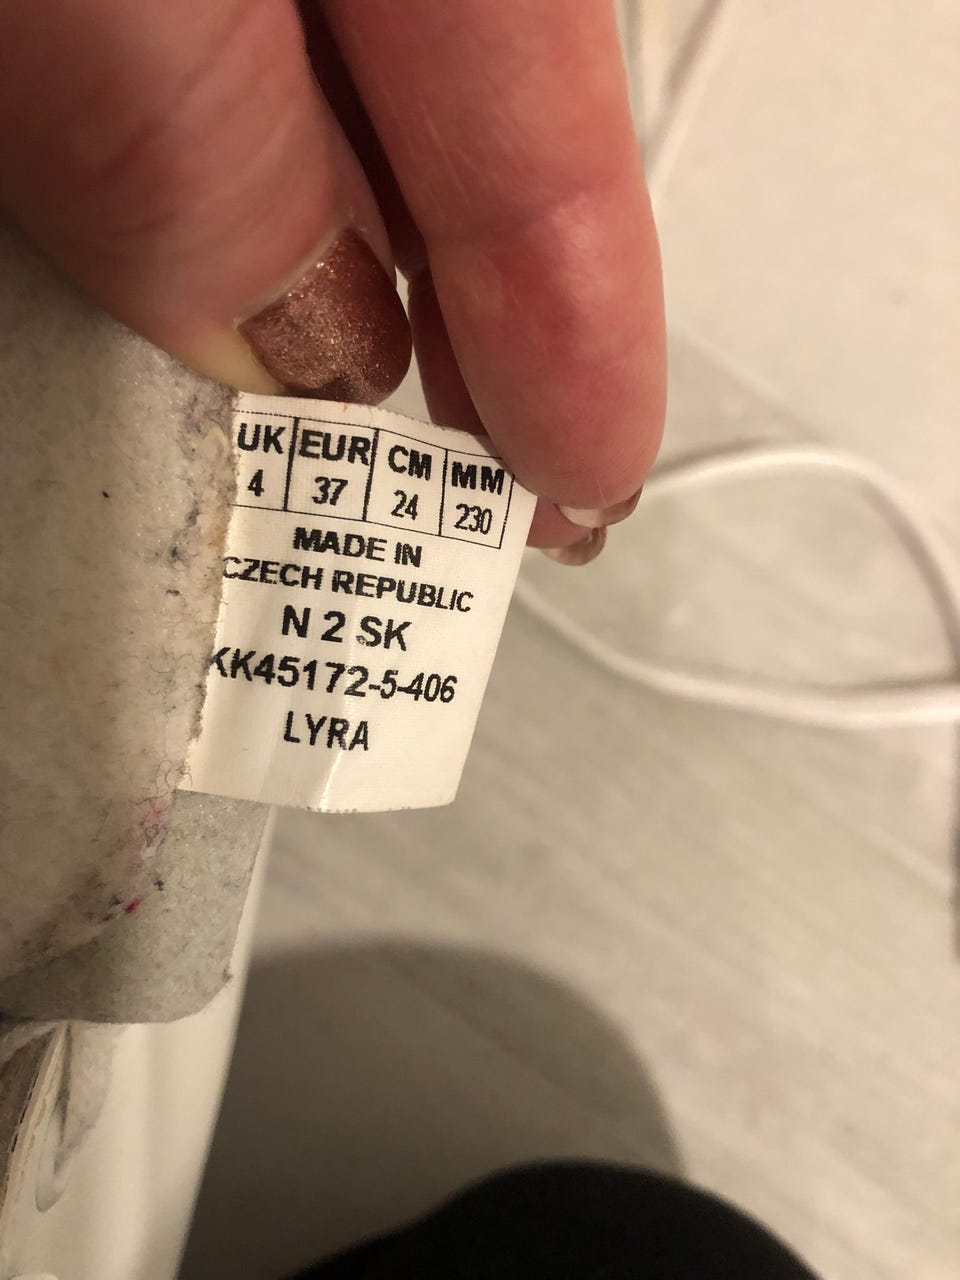 UK EUR CM MM
4 37 24 230
MADE IN
CZECH REPUBLIC
N 2 SK
KK45172-5-406
LYRA